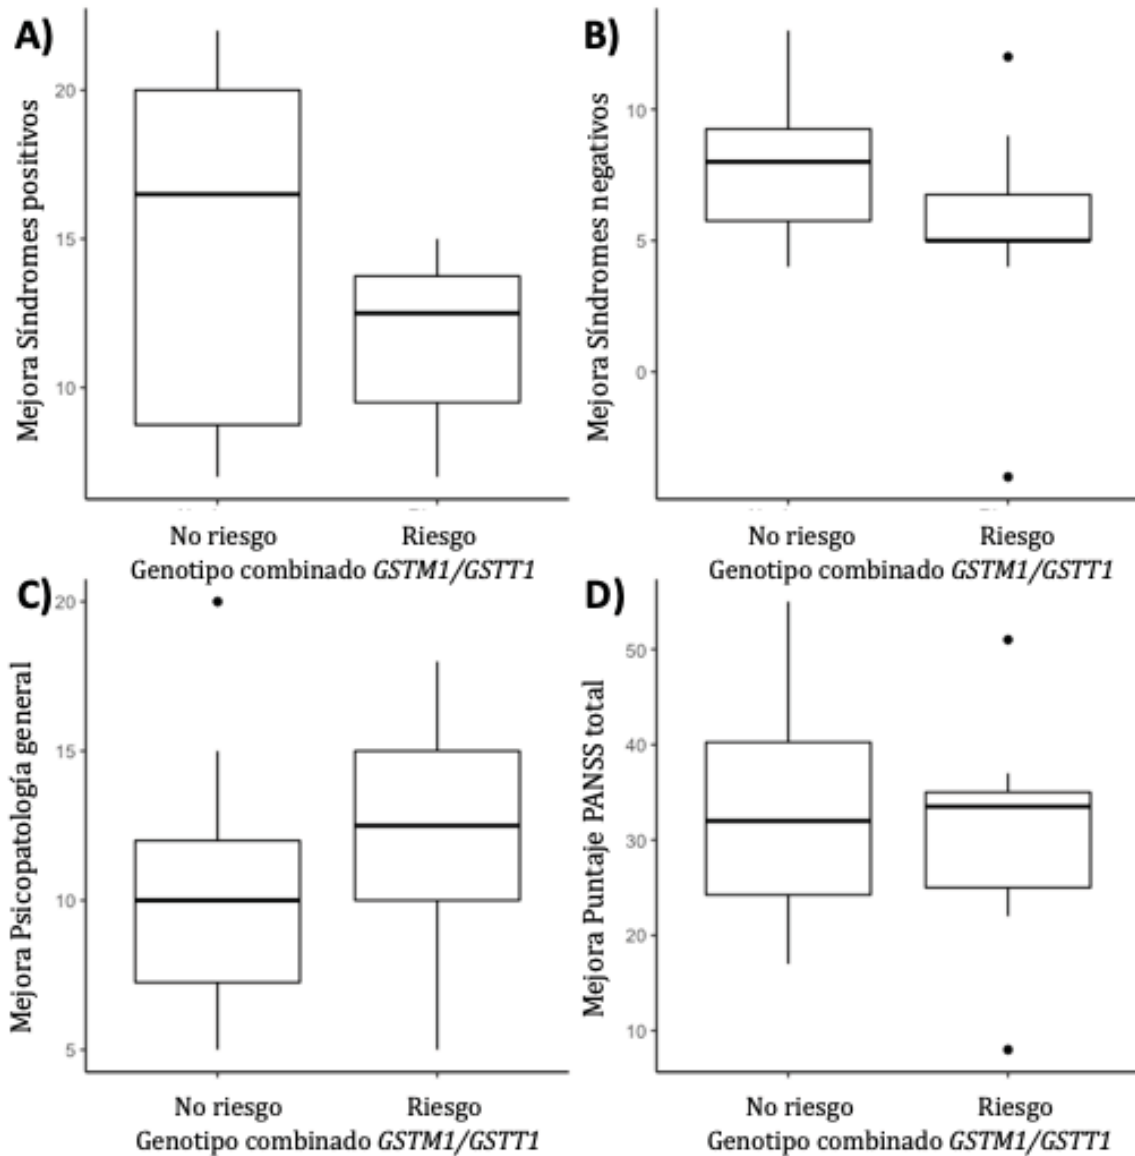 A)
Mejora Síndromes positivos
20
15
10
No riesgo Riesgo
Genotipo combinado GSTM1/GSTT1
B)
Mejora Síndromes negativos
10
5
0
No riesgo Riesgo
Genotipo combinado GSTM1/GSTT1
C)
Mejora Psicopatología general
20
15
10
5
No riesgo Riesgo
Genotipo combinado GSTM1/GSTT1
D)
Mejora Puntaje PANSS total
50
40
30
20
10
No riesgo Riesgo
Genotipo combinado GSTM1/GSTT1